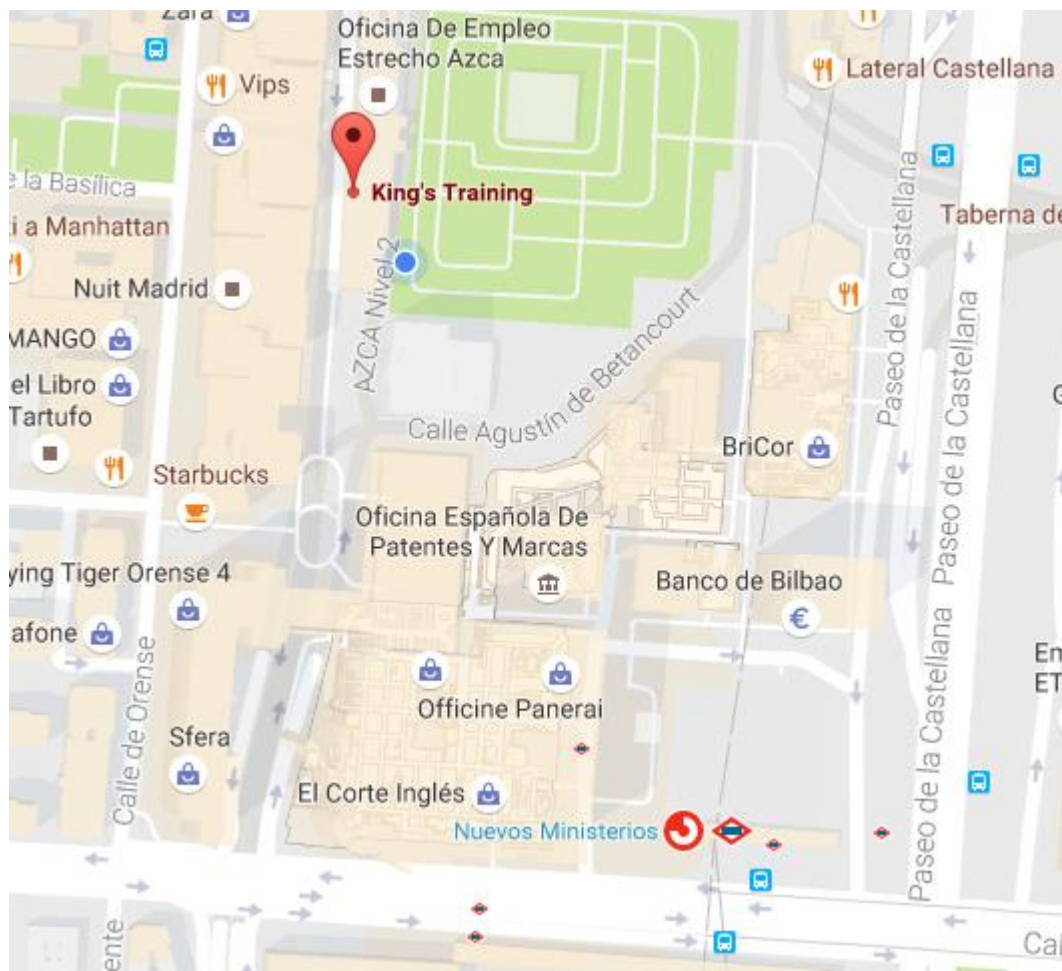 Zara
Oficina De Empleo
Estrecho Azca
Vips
Lateral Castellana
King's Training
e la Basílica
ti a Manhattan
Taberna de
Paseo de la Castellana
Nuit Madrid
AZCA Nivel 2
MANGO
el Libro
Tartufo
Calle Agustín de Betancourt
Paseo de la Castellana
BriCor
Starbucks
Oficina Española De
Patentes Y Marcas
ying Tiger Orense 4
Banco de Bilbao
€
afone
Calle de Orense
En
ET
Officine Panerai
Paseo de la Castellana
Sfera
El Corte Inglés
Nuevos Ministerios
ente
Cal